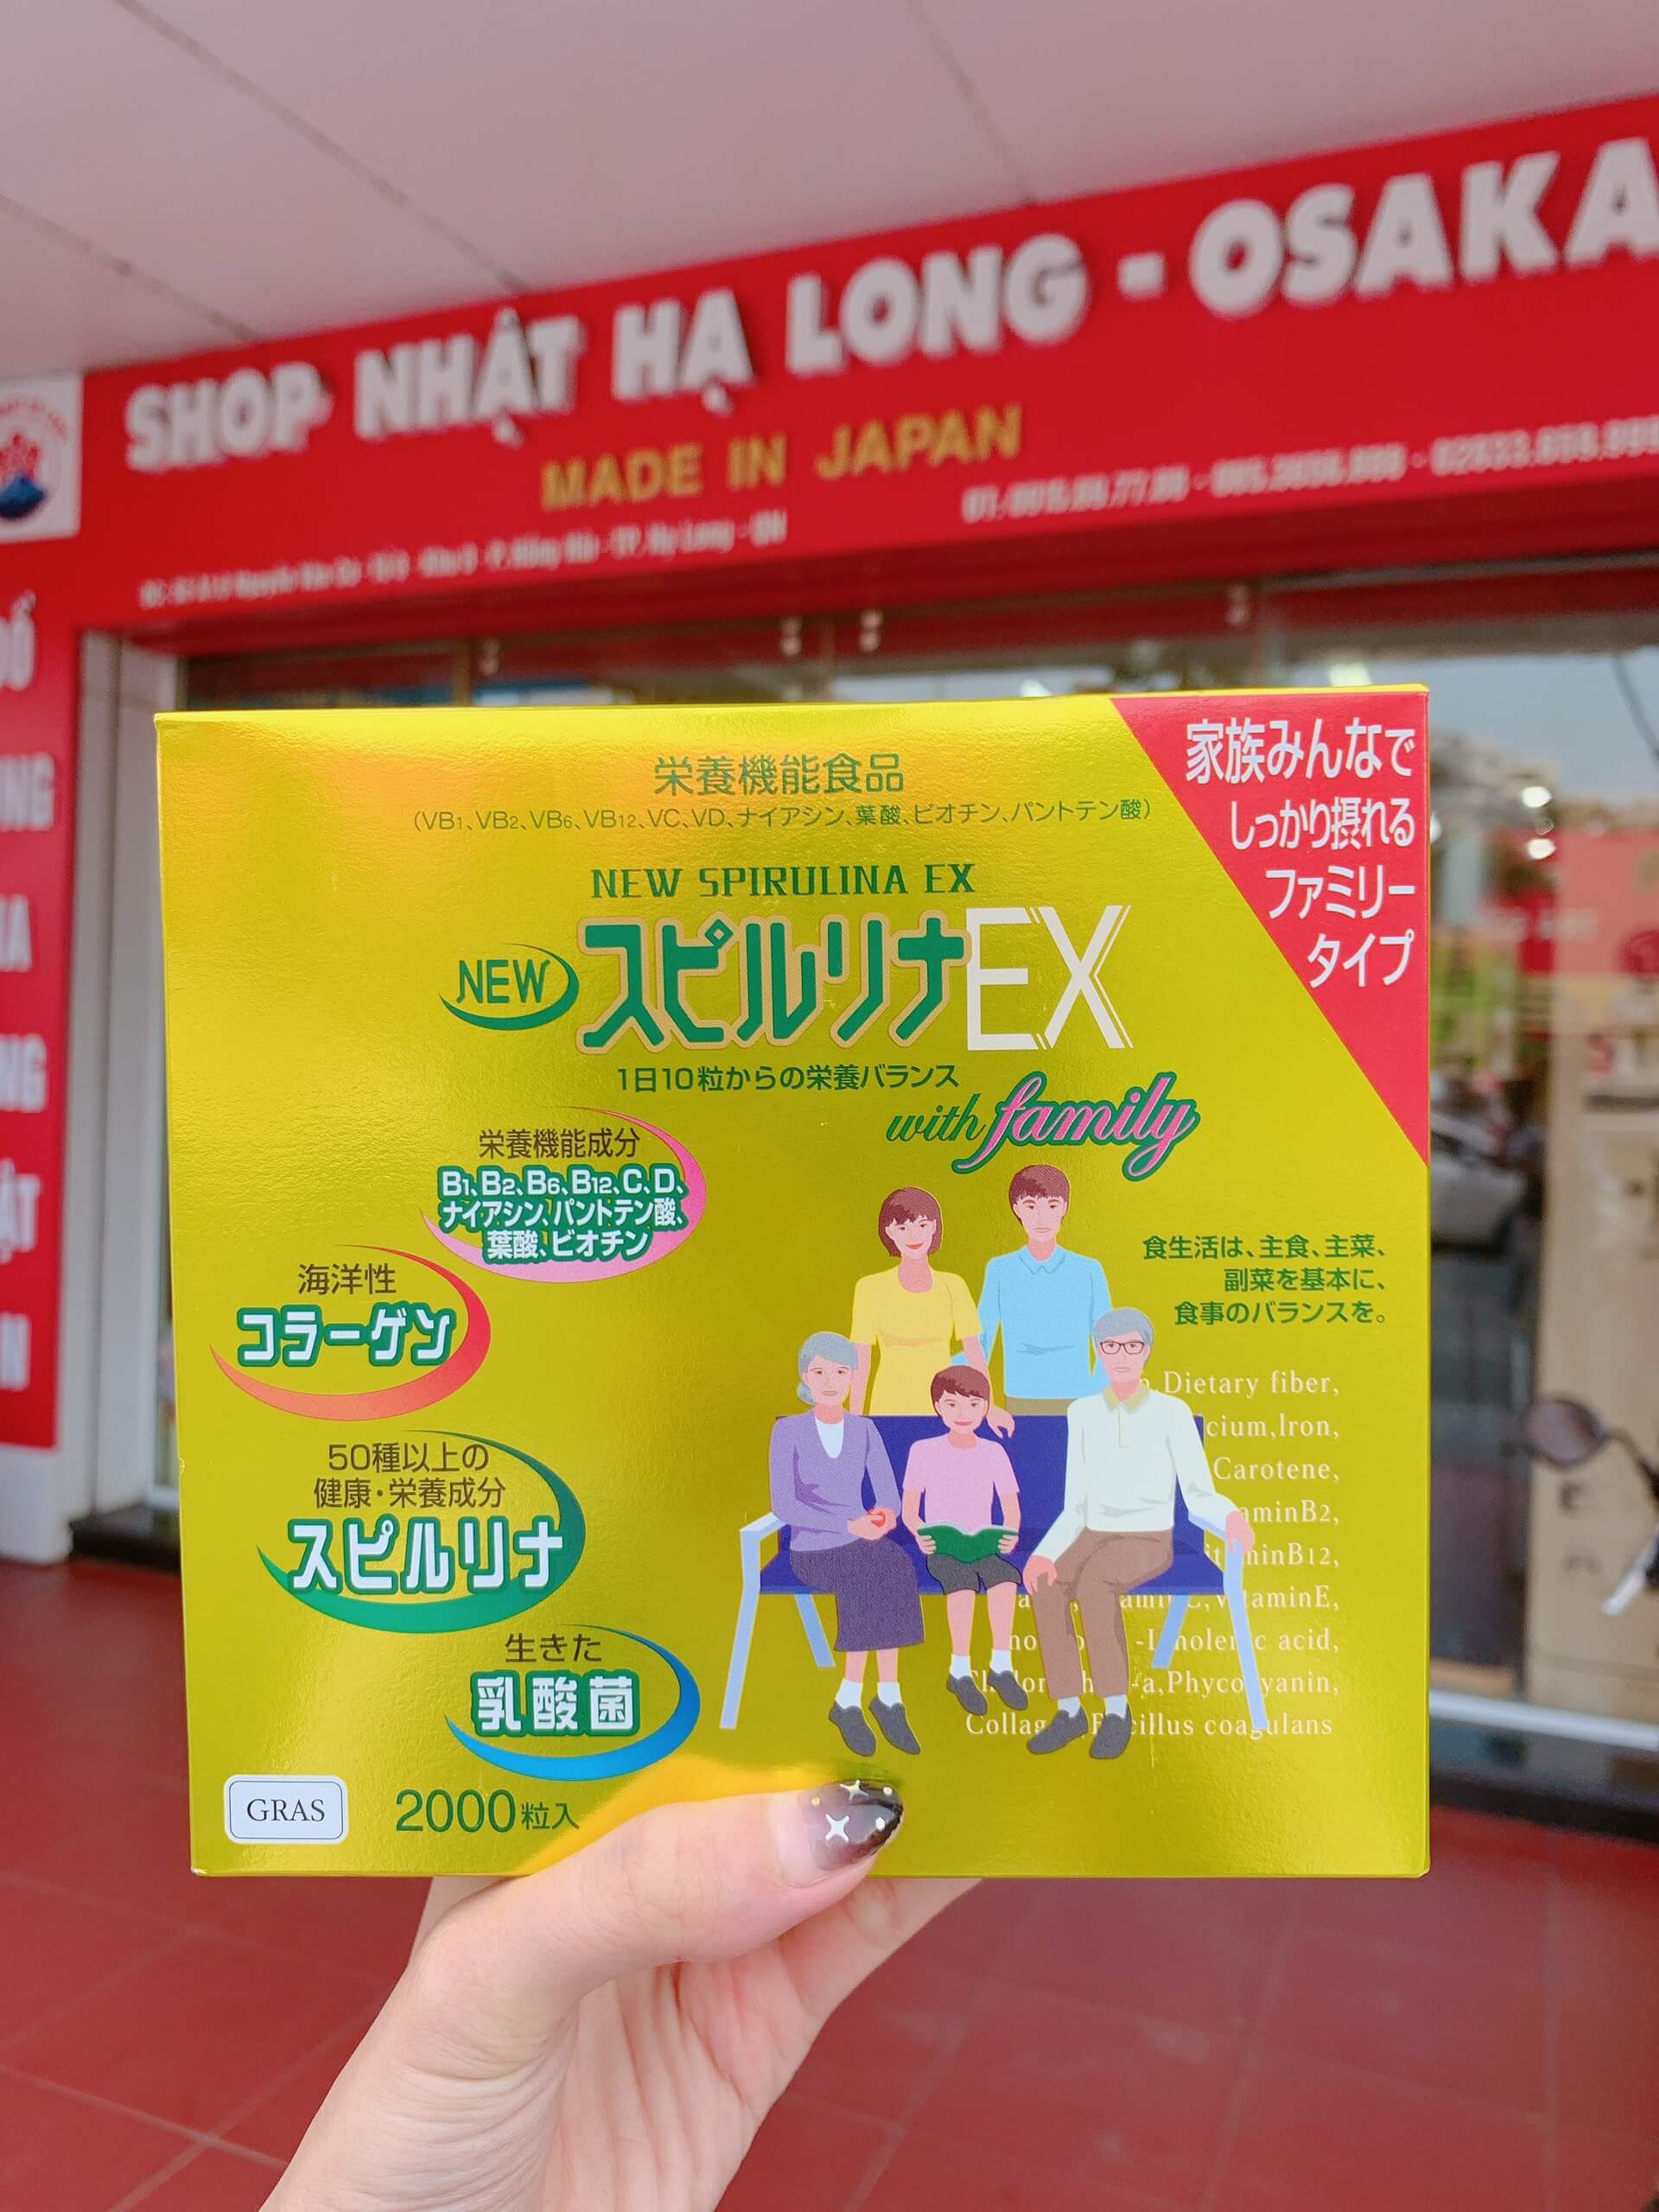 SHOP NHẬT HẠ LONG - OSAKA
MADE IN JAPAN
家族みんなで
しっかり摂れる
ファミリー
タイプ
栄養機能食品
(VB1、VB2、VB6、VB12、VC、VD、ナイアシン、葉酸、ビオチン、パントテン酸)
NEW SPIRULINA EX
NEW スピルリナEX
1日10粒からの栄養バランス
with family
栄養機能成分
B1、B2、B6、B12、C、D、
ナイアシン、パントテン酸、
葉酸、ビオチン
海洋性
コラーゲン
50種以上の
健康・栄養成分
スピルリナ
生きた
乳酸菌
食生活は、主食、主菜、
副菜を基本に、
食事のバランスを。
Dietary fiber,
cium,Iron,
Carotene,
aminB2,
minB12,
taminE,
acid,
-a,Phyco yanin,
GRAS
2000粒入